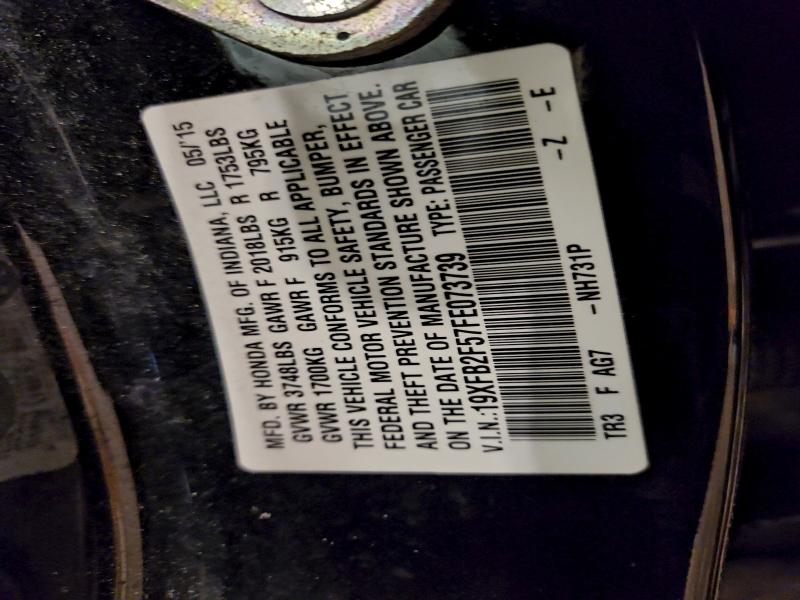 MFD. BY HONDA MFG. OF INDIANA, LLC 05/'15
GVWR 3748LBS GAWR F 2018LBS R 1753LBS
GVWR 1700KG GAWR F 915KG R 795KG
THIS VEHICLE CONFORMS TO ALL APPLICABLE
FEDERAL MOTOR VEHICLE SAFETY, BUMPER,
AND THEFT PREVENTION STANDARDS IN EFFECT
ON THE DATE OF MANUFACTURE SHOWN ABOVE.
V.I.N.:19XFB2F57FE073739 TYPE: PASSENGER CAR
TR3 F AG7 -NH731P -Z -E